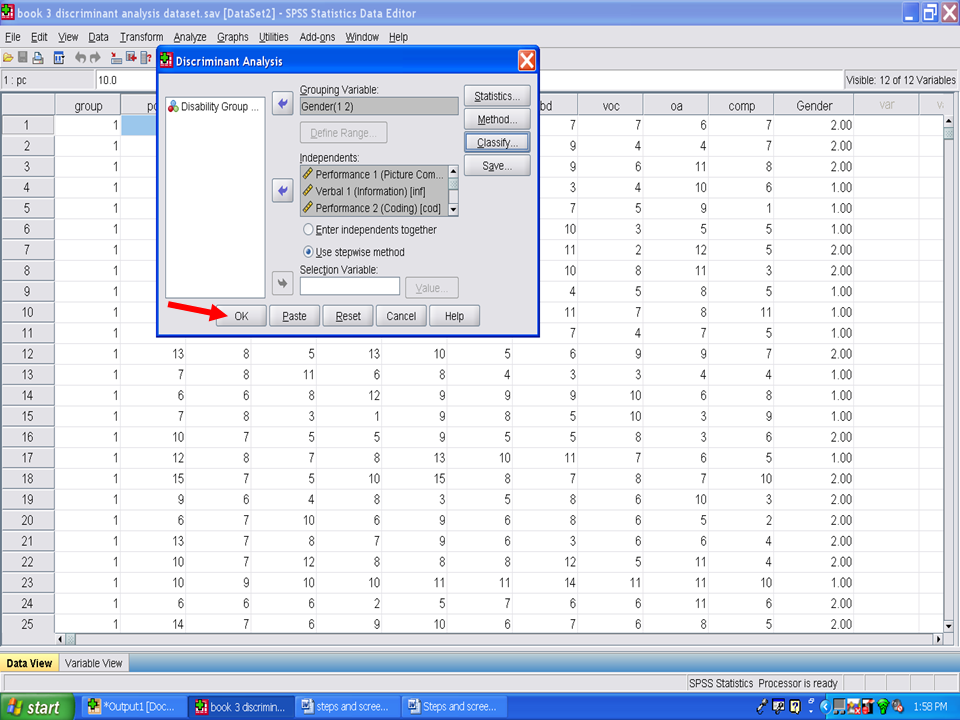 book 3 discriminant analysis dataset.sav [DataSet2] - SPSS Statistics Data Editor
File Edit View Data Transform Analyze Graphs Utilities Add-ons Window Help
1 : pc 10.0 Visible: 12 of 12 Variables
Discriminant Analysis
Disability Group ...
Grouping Variable:
Gender(1 2)
Define Range...
Independents:
Performance 1 (Picture Com...
Verbal 1 (Information) [inf]
Performance 2 (Coding) [cod]
Enter independents together
Use stepwise method
Selection Variable:
Value...
Statistics...
Method...
Classify...
Save...
OK Paste Reset Cancel Help
group voc oa comp Gender var
1 1 7 7 6 7 2.00
2 1 9 4 4 7 2.00
3 1 9 6 11 8 2.00
4 1 3 4 10 6 1.00
5 1 7 5 9 1 1.00
6 1 10 3 5 5 1.00
7 1 11 2 12 5 2.00
8 1 10 8 11 3 2.00
9 1 4 5 8 5 1.00
10 1 11 7 8 11 1.00
11 1 7 4 7 5 1.00
12 1 13 8 5 13 10 5 6 9 9 7 2.00
13 1 7 8 11 6 8 4 3 3 4 4 1.00
14 1 6 6 8 12 9 9 9 10 6 8 1.00
15 1 7 8 3 1 9 8 5 10 3 9 1.00
16 1 10 7 5 5 9 5 5 8 3 6 2.00
17 1 12 8 7 8 13 10 11 7 6 5 1.00
18 1 15 7 5 10 15 8 7 8 7 10 2.00
19 1 9 6 4 8 3 5 8 6 10 3 2.00
20 1 6 7 10 6 9 6 8 6 5 2 2.00
21 1 13 7 8 7 9 6 3 6 6 4 2.00
22 1 10 7 12 8 8 8 12 5 11 4 2.00
23 1 10 9 10 10 11 11 14 11 11 10 1.00
24 1 6 6 6 2 5 7 6 6 11 6 2.00
25 1 14 7 6 9 10 6 7 6 8 5 2.00
Data View Variable View
SPSS Statistics Processor is ready
start *Output1 [Doc... book 3 discrimin... steps and scree... Steps and scree... 1:58 PM